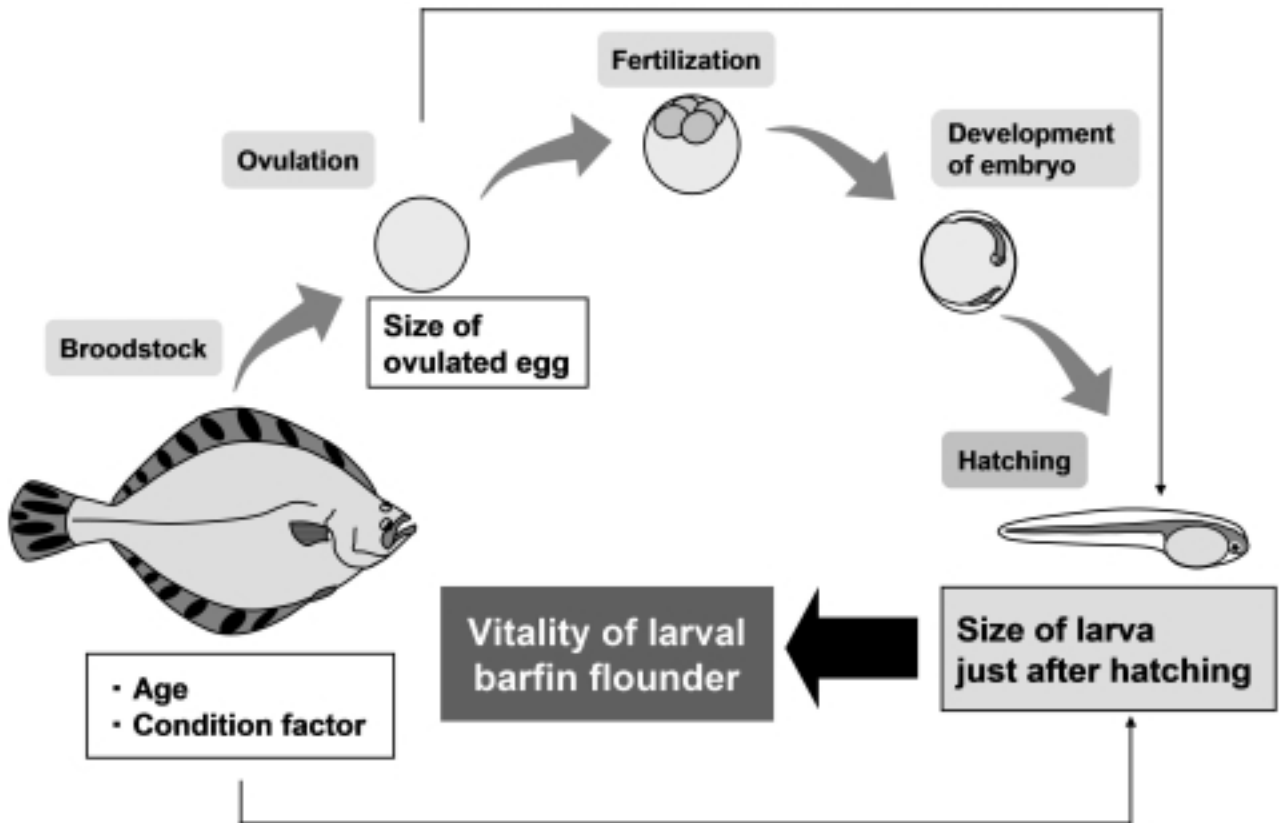 Fertilization
Ovulation
Development
of embryo
Size of
ovulated egg
Broodstock
Hatching
Vitality of larval
barfin flounder
Size of larva
just after hatching
・Age
・Condition factor